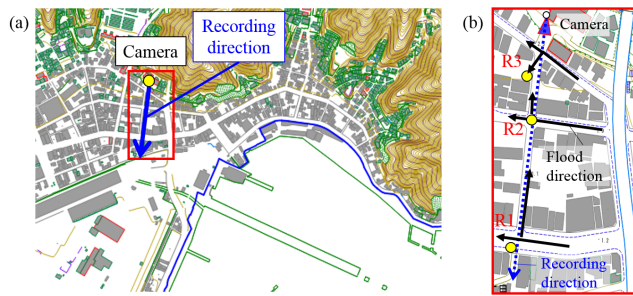 (a)
Camera
Recording
direction
(b)
Camera
R3
R2
Flood
direction
R1
Recording
direction